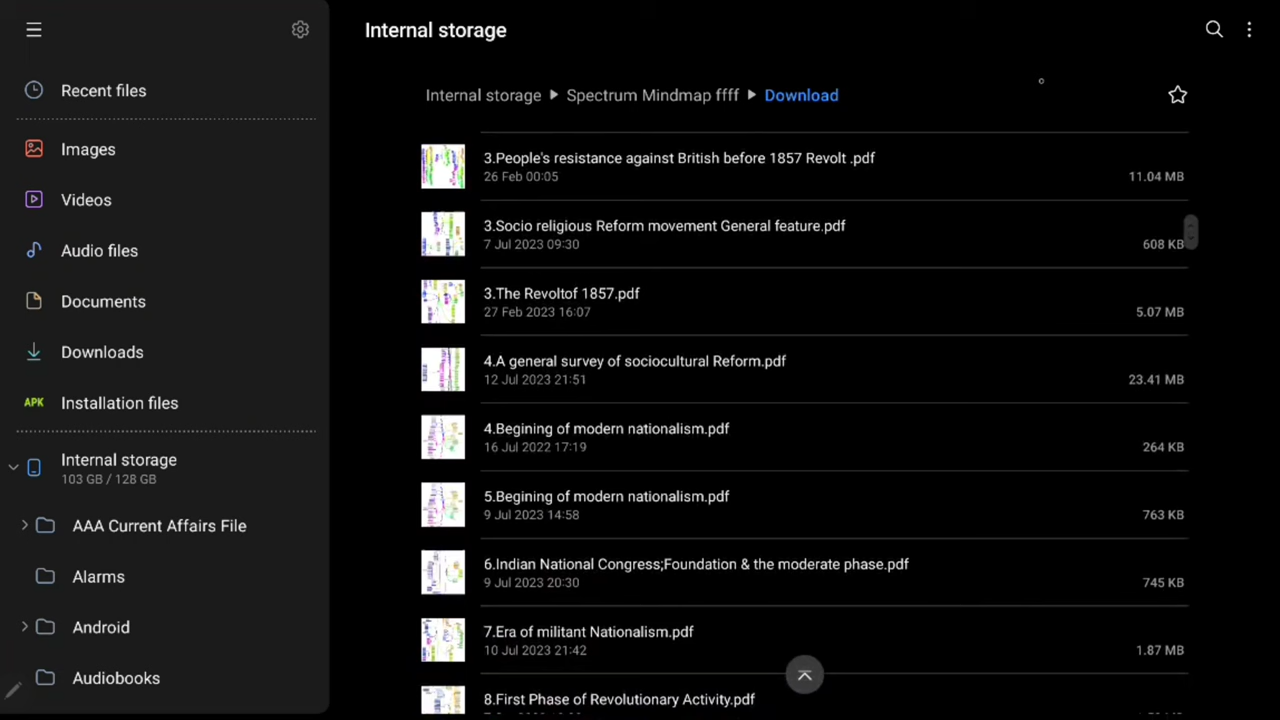 Internal storage
Recent files
Images
Videos
Audio files
Documents
Downloads
APK Installation files
Internal storage
103 GB / 128 GB
AAA Current Affairs File
Alarms
Android
Audiobooks
Internal storage Spectrum Mindmap ffff Download
3.People's resistance against British before 1857 Revolt .pdf
26 Feb 00:05 11.04 MB
3.Socio religious Reform movement General feature.pdf
7 Jul 2023 09:30 608 KB
3.The Revoltof 1857.pdf
27 Feb 2023 16:07 5.07 MB
4.A general survey of sociocultural Reform.pdf
12 Jul 2023 21:51 23.41 MB
4.Begining of modern nationalism.pdf
16 Jul 2022 17:19 264 KB
5.Begining of modern nationalism.pdf
9 Jul 2023 14:58 763 KB
6.Indian National Congress;Foundation & the moderate phase.pdf
9 Jul 2023 20:30 745 KB
7.Era of militant Nationalism.pdf
10 Jul 2023 21:42 1.87 MB
8.First Phase of Revolutionary Activity.pdf